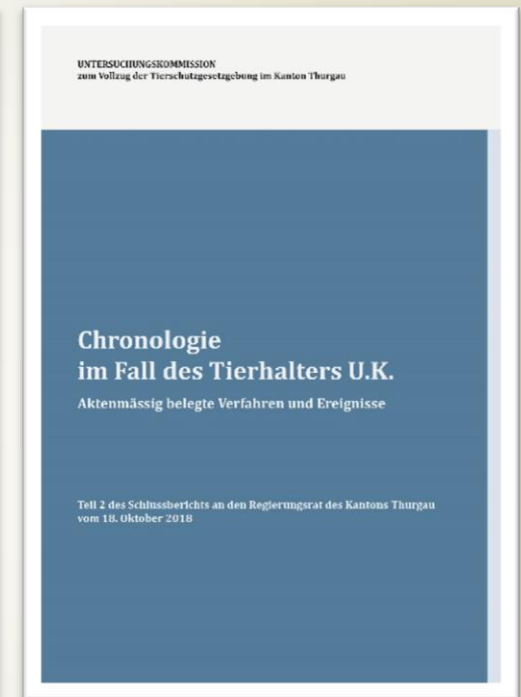 UNTERSUCHUNGSKOMMISSION
zum Vollzug der Tierschutzgesetzgebung im Kanton Thurgau
Chronologie
im Fall des Tierhalters U.K.
Aktenmässig belegte Verfahren und Ereignisse
Teil 2 des Schlussberichts an den Regierungsrat des Kantons Thurgau
vom 18. Oktober 2018